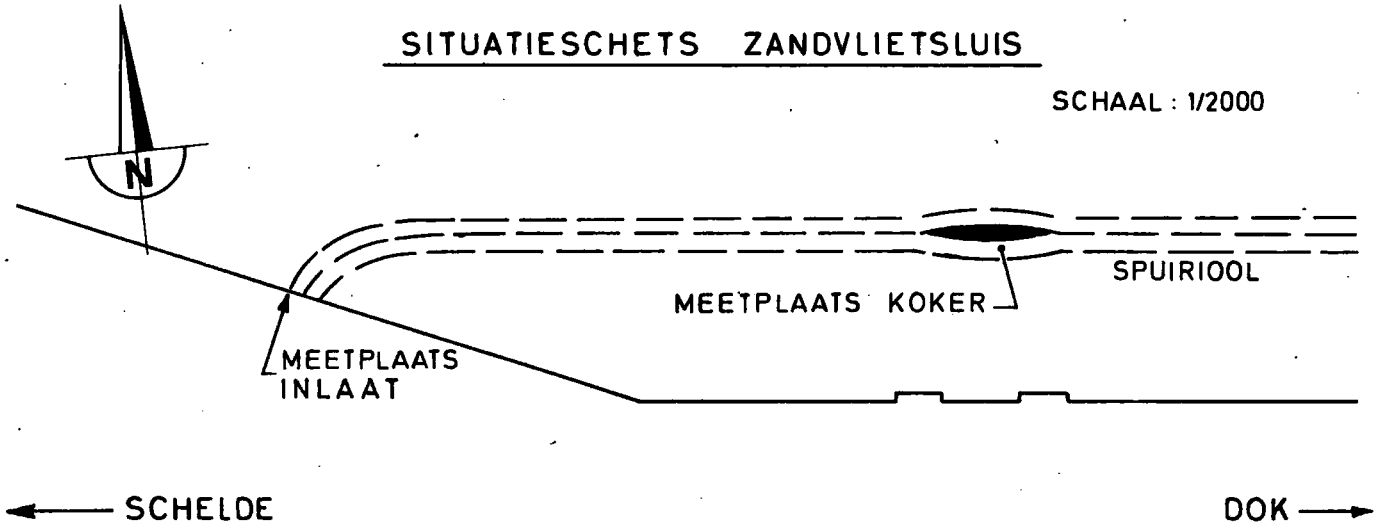 SITUATIESCHETS ZANDVLIETSLUIS
SCHAAL : 1/2000
N
SPUIRIOOL
MEETPLAATS KOKER
MEETPLAATS
INLAAT
SCHELDE
DOK